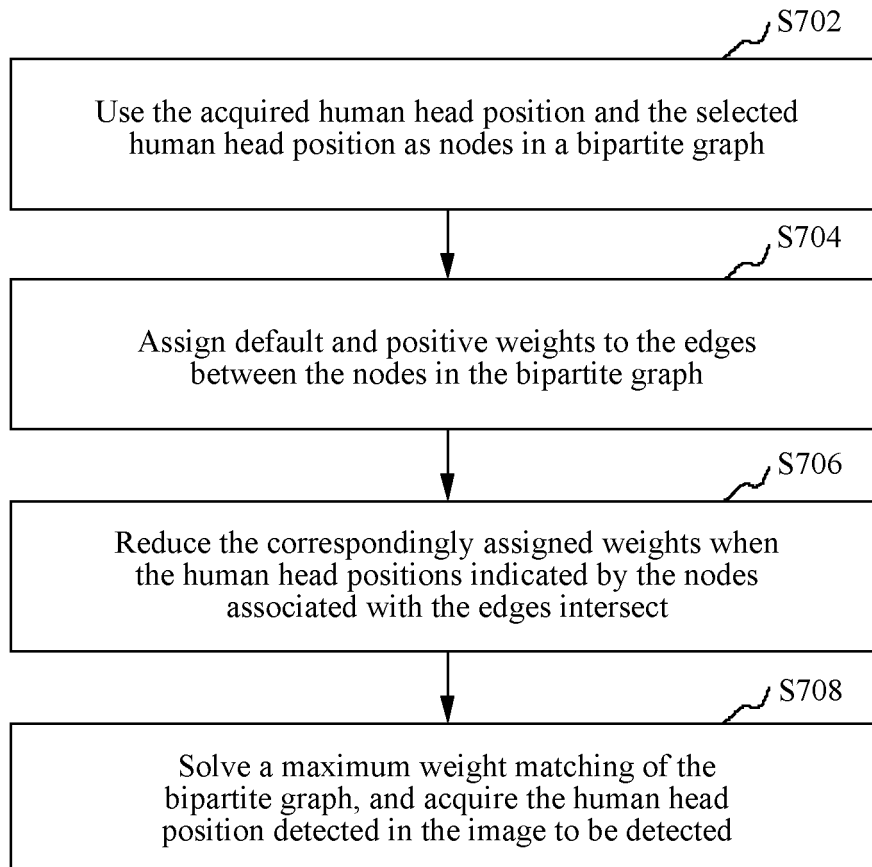 S702
Use the acquired human head position and the selected
human head position as nodes in a bipartite graph
S704
Assign default and positive weights to the edges
between the nodes in the bipartite graph
S706
Reduce the correspondingly assigned weights when
the human head positions indicated by the nodes
associated with the edges intersect
S708
Solve a maximum weight matching of the
bipartite graph, and acquire the human head
position detected in the image to be detected